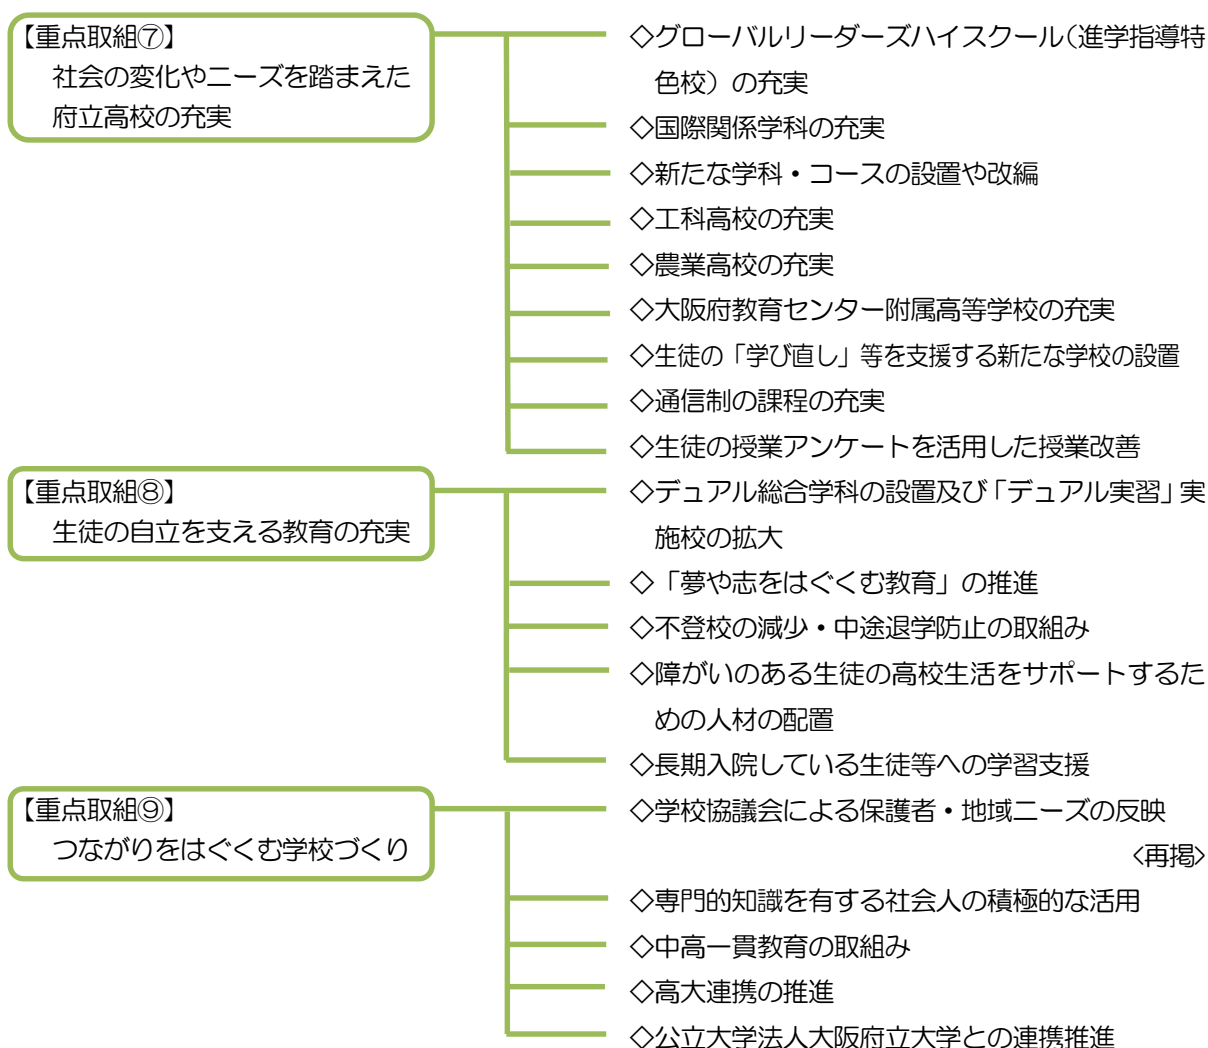 【重点取組⑦】
社会の変化やニーズを踏まえた
府立高校の充実
◇グローバルリーダーズハイスクール（進学指導特
色校）の充実
◇国際関係学科の充実
◇新たな学科・コースの設置や改編
◇工科高校の充実
◇農業高校の充実
◇大阪府教育センター附属高等学校の充実
◇生徒の「学び直し」等を支援する新たな学校の設置
◇通信制の課程の充実
◇生徒の授業アンケートを活用した授業改善
【重点取組⑧】
生徒の自立を支える教育の充実
◇デュアル総合学科の設置及び「デュアル実習」実
施校の拡大
◇「夢や志をはぐくむ教育」の推進
◇不登校の減少・中途退学防止の取組み
◇障がいのある生徒の高校生活をサポートするた
めの人材の配置
◇長期入院している生徒等への学習支援
【重点取組⑨】
つながりをはぐくむ学校づくり
◇学校協議会による保護者・地域ニーズの反映
<再掲>
◇専門的知識を有する社会人の積極的な活用
◇中高一貫教育の取組み
◇高大連携の推進
◇公立大学法人大阪府立大学との連携推進